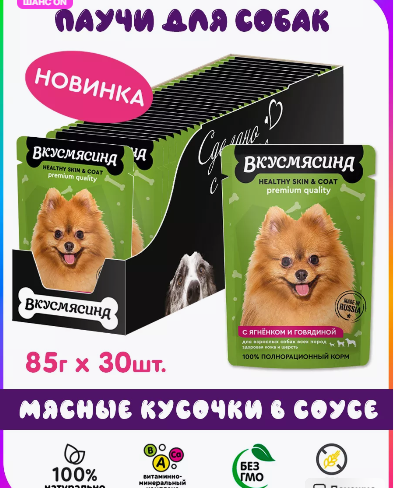 ШАНС ON
ПАУЧИ ДЛЯ СОБАК
НОВИНКА
Сделано
с
ВКУСМЯСИНА
HEALTHY SKIN & COAT
premium quality
ВКУСМЯСИНА
ВКУСМЯСИНА
HEALTHY SKIN & COAT
premium quality
MADE IN
RUSSIA
С ЯГНЁНКОМ И ГОВЯДИНОЙ
для взрослых собак всех пород
здоровая кожа и шерсть
100% ПОЛНОРАЦИОННЫЙ КОРМ
85г х 30шт.
МЯСНЫЕ КУСОЧКИ В СОУСЕ
100%
натурально
B A Ca
витаминно-
минеральный
БЕЗ
ГМО